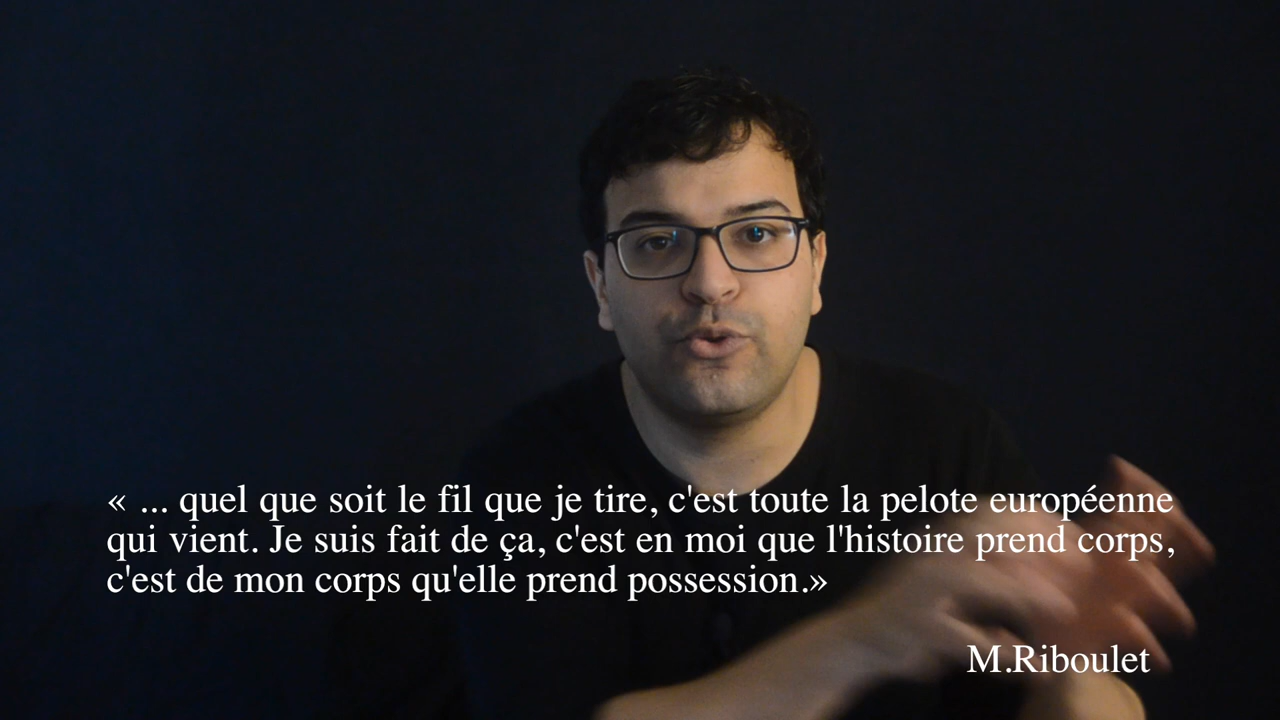 « ... quel que soit le fil que je tire, c'est toute la pelote européenne
qui vient. Je suis fait de ça, c'est en moi que l'histoire prend corps,
c'est de mon corps qu'elle prend possession.»
M.Riboulet